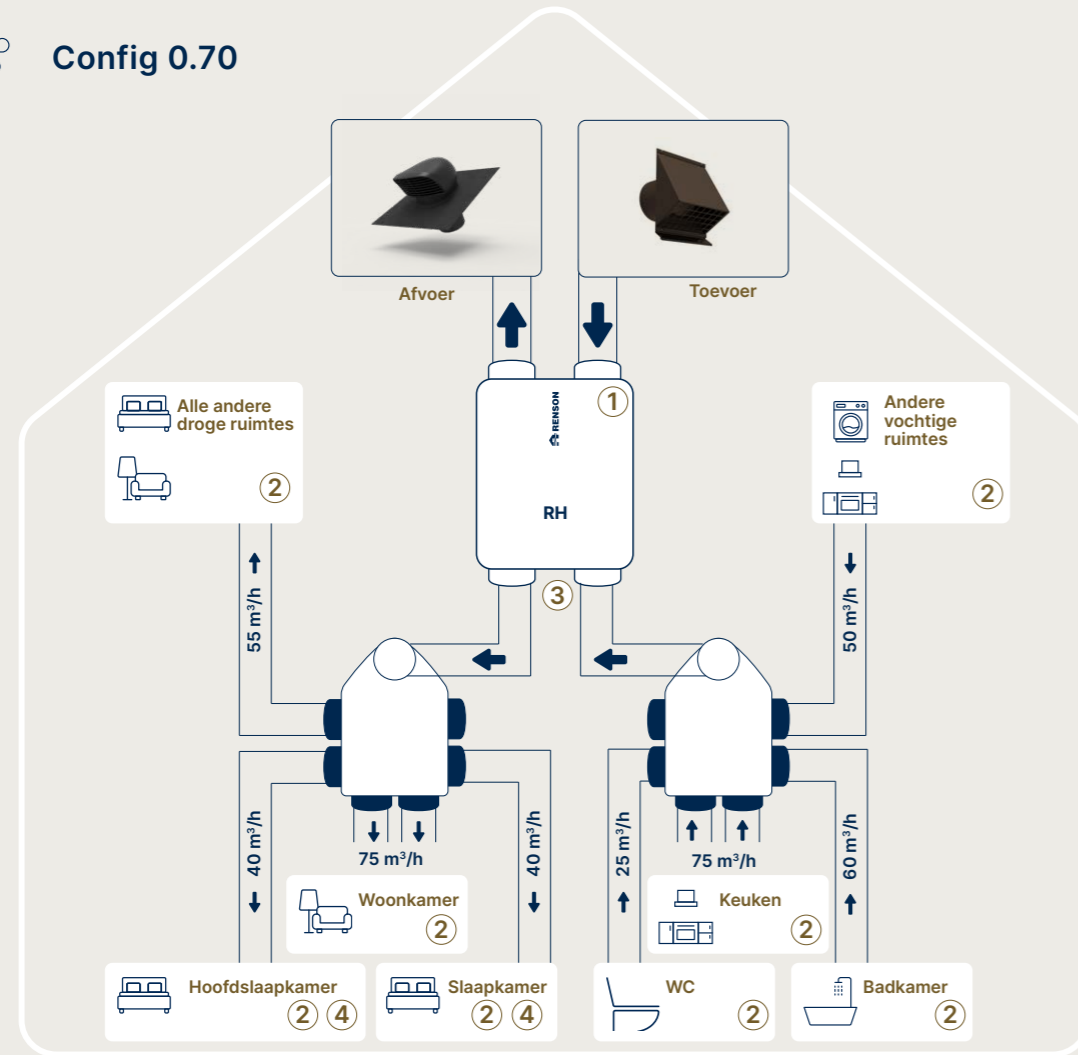 Config 0.70
Afvoer
Toevoer
RENSON
1
RH
3
Alle andere
droge ruimtes
2
Andere
vochtige
ruimtes
2
55 m³/h
50 m³/h
40 m³/h
75 m³/h
40 m³/h
25 m³/h
75 m³/h
60 m³/h
Woonkamer
2
Keuken
2
Hoofdslaapkamer
2 4
Slaapkamer
2 4
WC
2
Badkamer
2